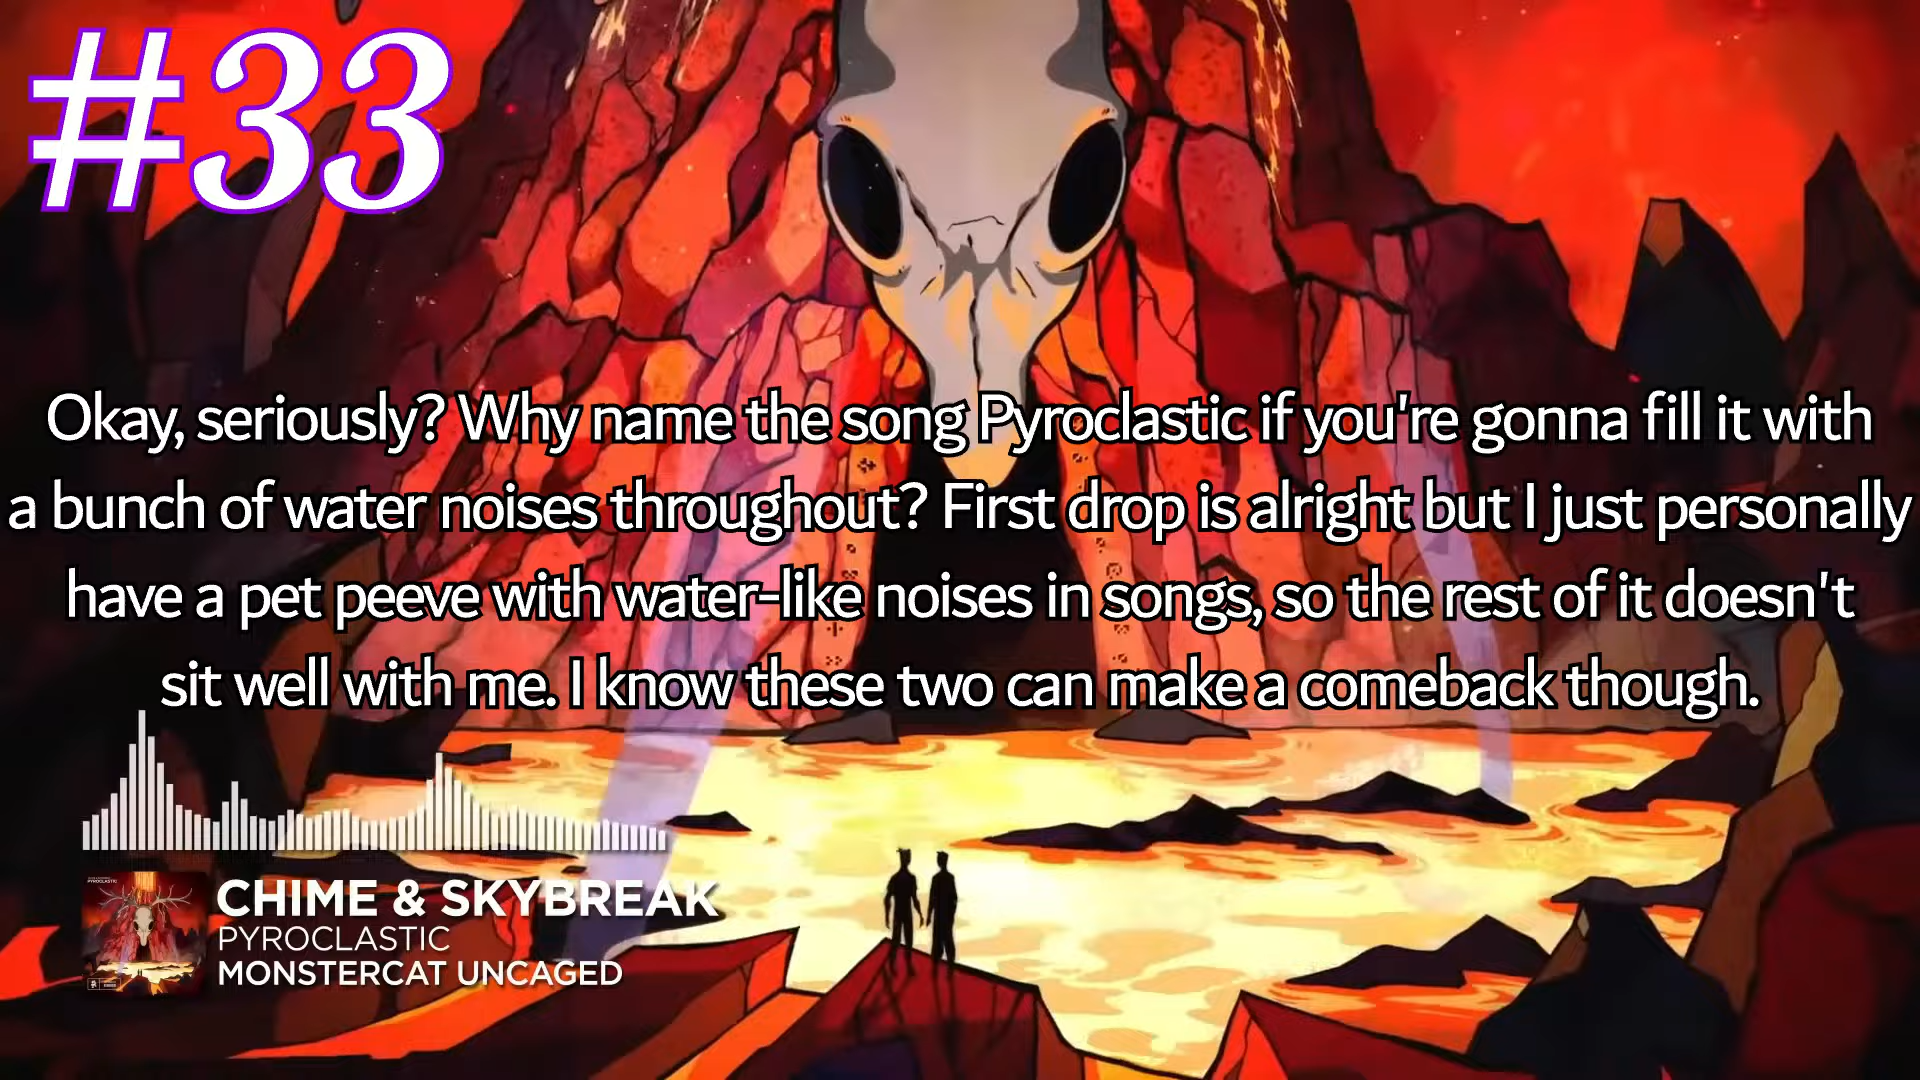 #33
Okay, seriously? Why name the song Pyroclastic if you're gonna fill it with
a bunch of water noises throughout? First drop is alright but I just personally
have a pet peeve with water-like noises in songs, so the rest of it doesn't
sit well with me. I know these two can make a comeback though.
CHIME & SKYBREAK
PYROCLASTIC
MONSTERCAT UNCAGED